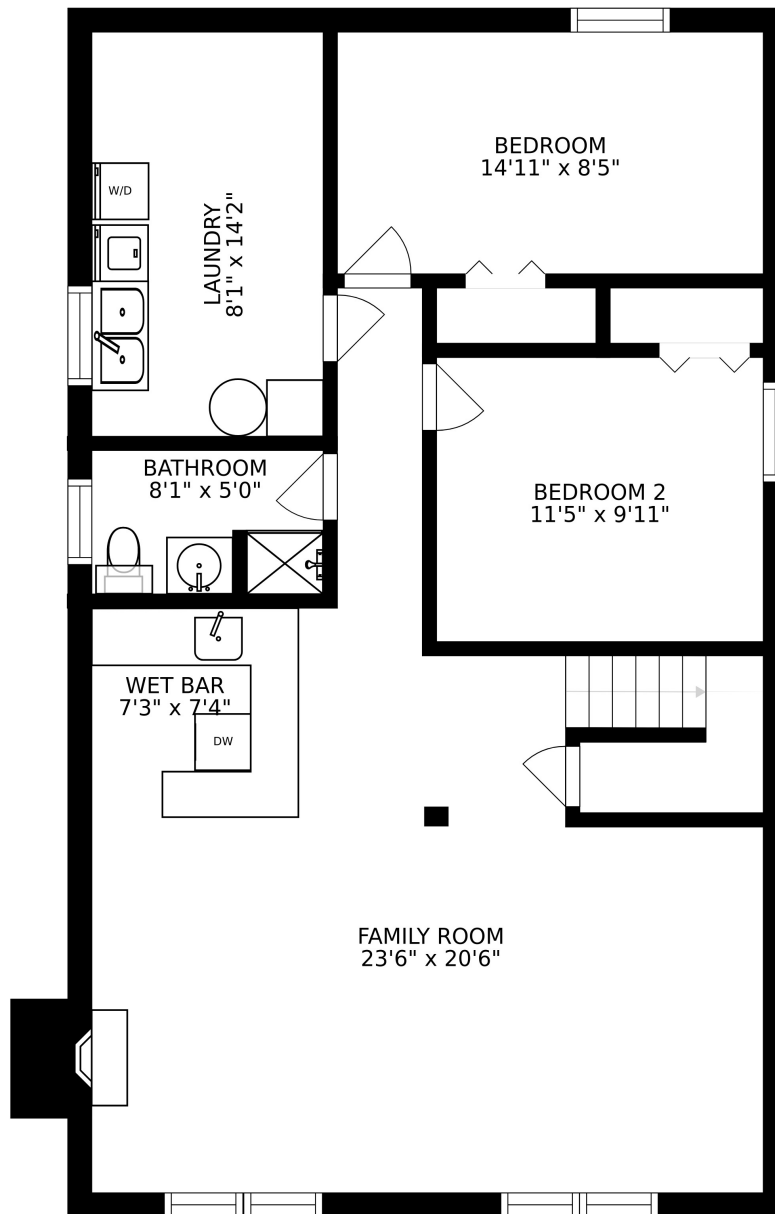 BEDROOM
14'11" x 8'5"
W/D
LAUNDRY
8'1" x 14'2"
BATHROOM
8'1" x 5'0"
BEDROOM 2
11'5" x 9'11"
WET BAR
7'3" x 7'4"
DW
FAMILY ROOM
23'6" x 20'6"